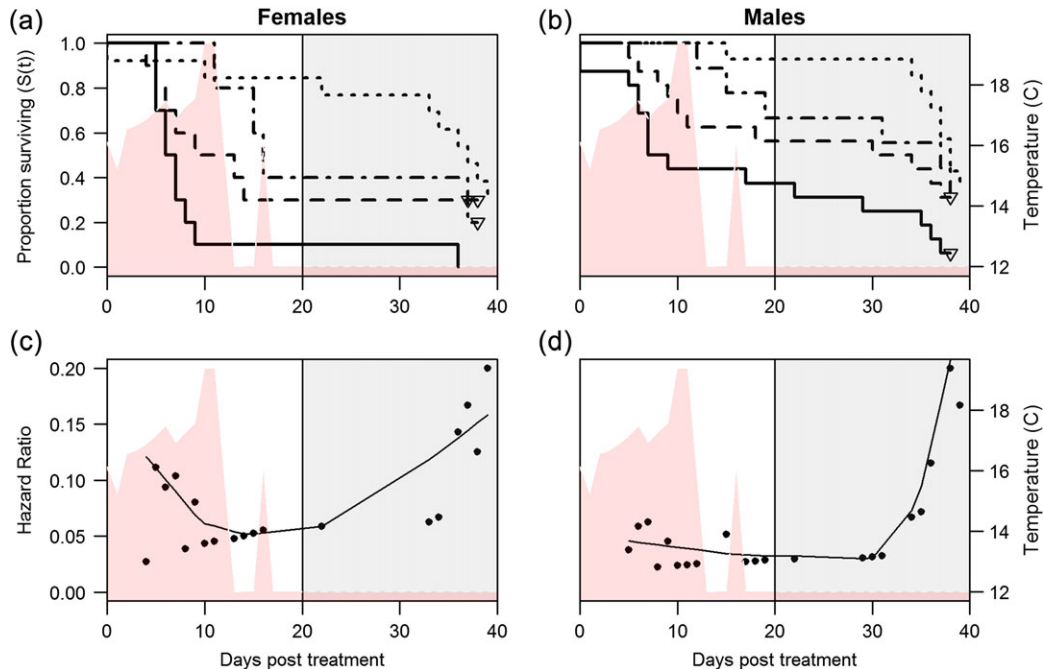 (a) Females
(b) Males
Proportion surviving (S(t))
1.0
0.8
0.6
0.4
0.2
0.0
0 10 20 30 40
0 10 20 30 40
18
16
14
12
Temperature (C)
(c)
(d)
Hazard Ratio
0.20
0.15
0.10
0.05
0.00
0 10 20 30 40
Days post treatment
0 10 20 30 40
Days post treatment
18
16
14
12
Temperature (C)